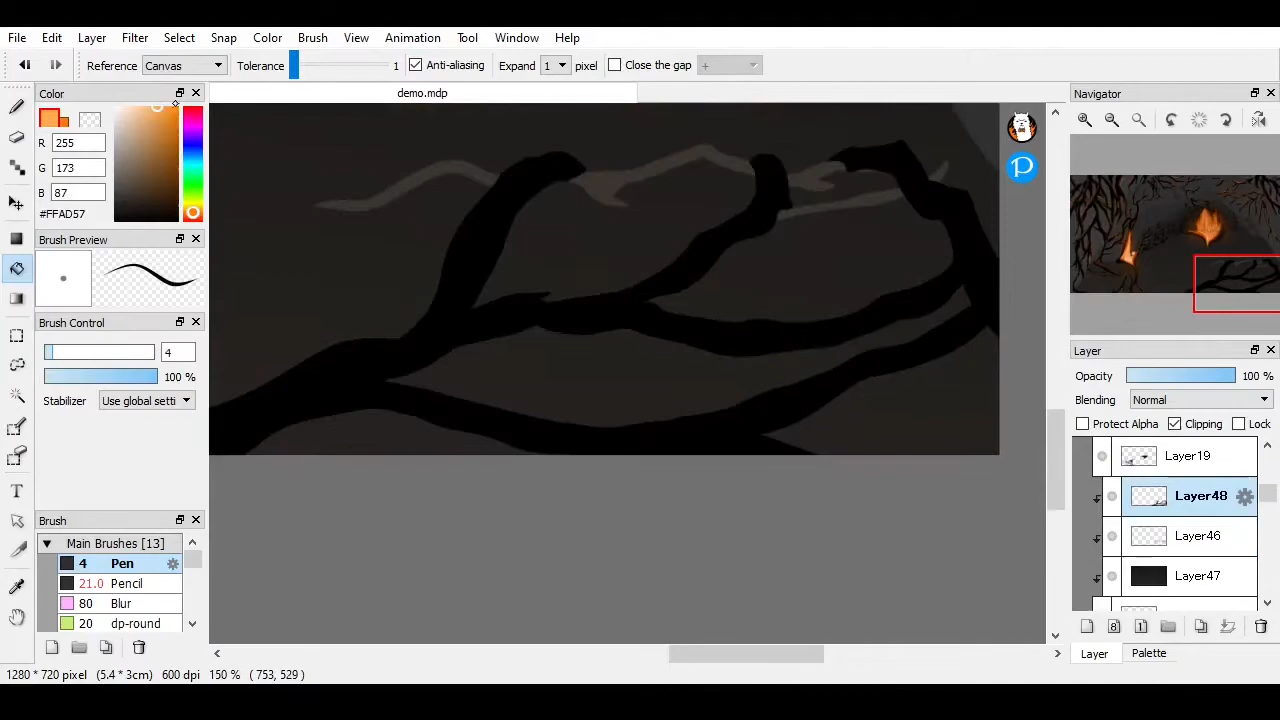 File Edit Layer Filter Select Snap Color Brush View Animation Tool Window Help
Reference Canvas Tolerance 1 Anti-aliasing Expand 1 pixel Close the gap +
Color
demo.mdp
Navigator
R 255
G 173
B 87
#FFAD57
Brush Preview
Brush Control
4
100 %
Stabilizer Use global setti
Layer
Opacity 100 %
Blending Normal
Protect Alpha Clipping Lock
Layer19
Layer48
Layer46
Layer47
Brush
Main Brushes [13]
4 Pen
21.0 Pencil
80 Blur
20 dp-round
8 1
Layer Palette
1280 * 720 pixel (5.4 * 3cm) 600 dpi 150 % ( 753, 529 )